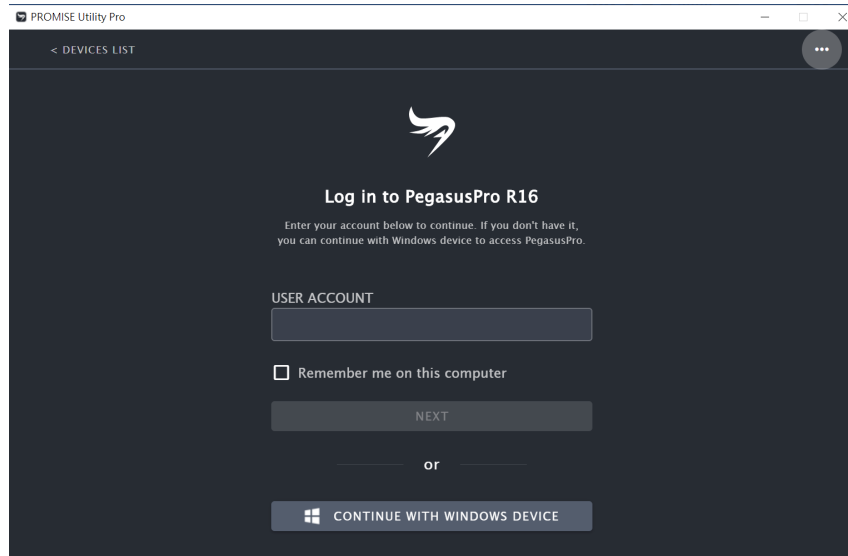 PROMISE Utility Pro
< DEVICES LIST
Log in to PegasusPro R16
Enter your account below to continue. If you don't have it,
you can continue with Windows device to access PegasusPro.
USER ACCOUNT
Remember me on this computer
NEXT
or
CONTINUE WITH WINDOWS DEVICE